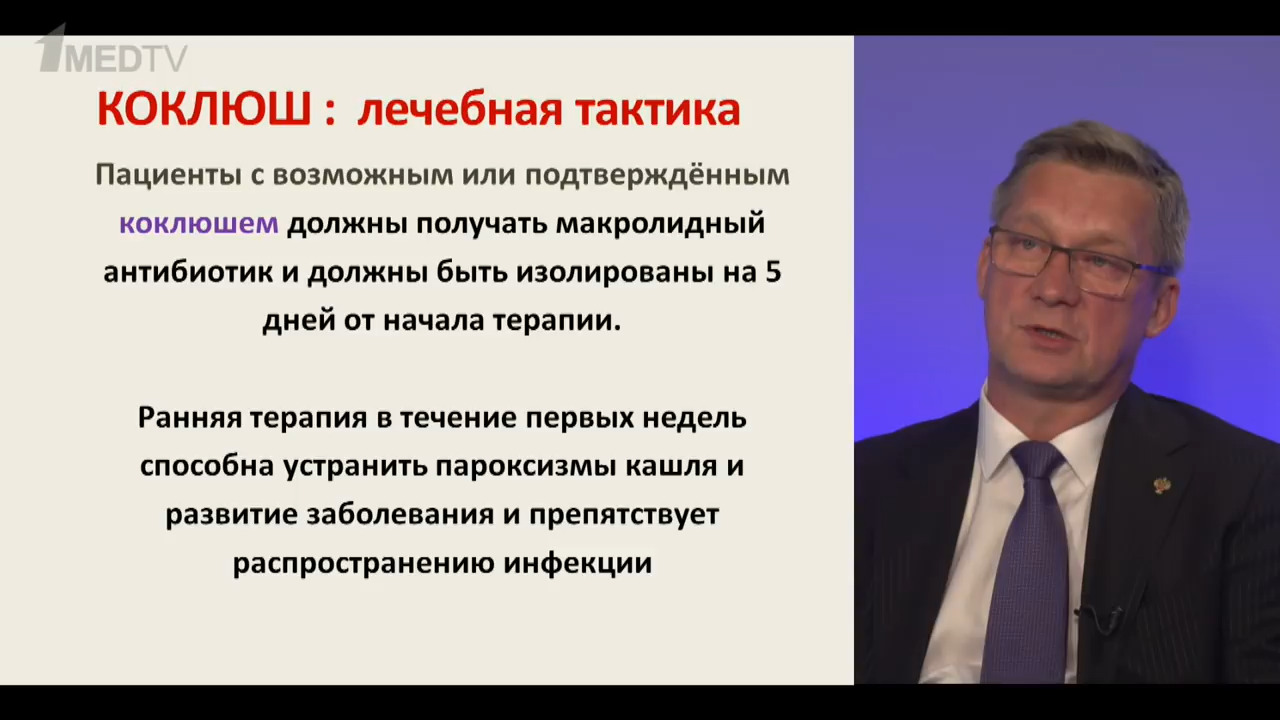 1MEDTV
КОКЛЮШ : лечебная тактика
Пациенты с возможным или подтверждённым
коклюшем должны получать макролидный
антибиотик и должны быть изолированы на 5
дней от начала терапии.
Ранняя терапия в течение первых недель
способна устранить пароксизмы кашля и
развитие заболевания и препятствует
распространению инфекции